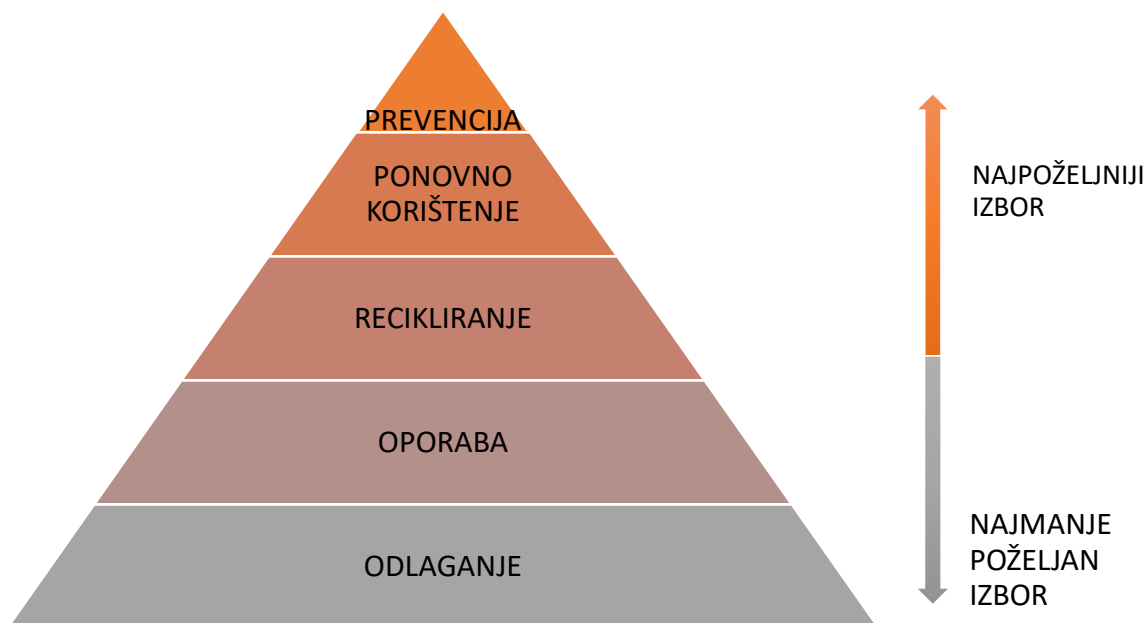 PREVENCIJA
PONOVNO
KORIŠTENJE
RECIKLIRANJE
OPORABA
ODLAGANJE
NAJPOŽELJNIJI
IZBOR
NAJMANJE
POŽELJAN
IZBOR